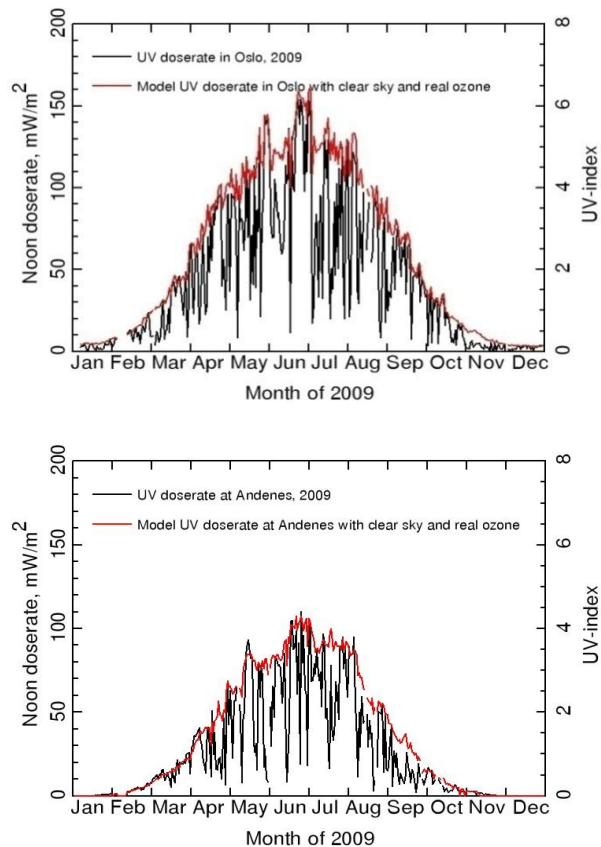 200
8
UV doserate in Oslo, 2009
Model UV doserate in Oslo with clear sky and real ozone
150
6
100
4
50
2
0
0
Noon doserate, mW/m2
UV-index
Jan Feb Mar Apr May Jun Jul Aug Sep Oct Nov Dec
Month of 2009
200
8
UV doserate at Andenes, 2009
Model UV doserate at Andenes with clear sky and real ozone
150
6
100
4
50
2
0
0
Noon doserate, mW/m2
UV-index
Jan Feb Mar Apr May Jun Jul Aug Sep Oct Nov Dec
Month of 2009